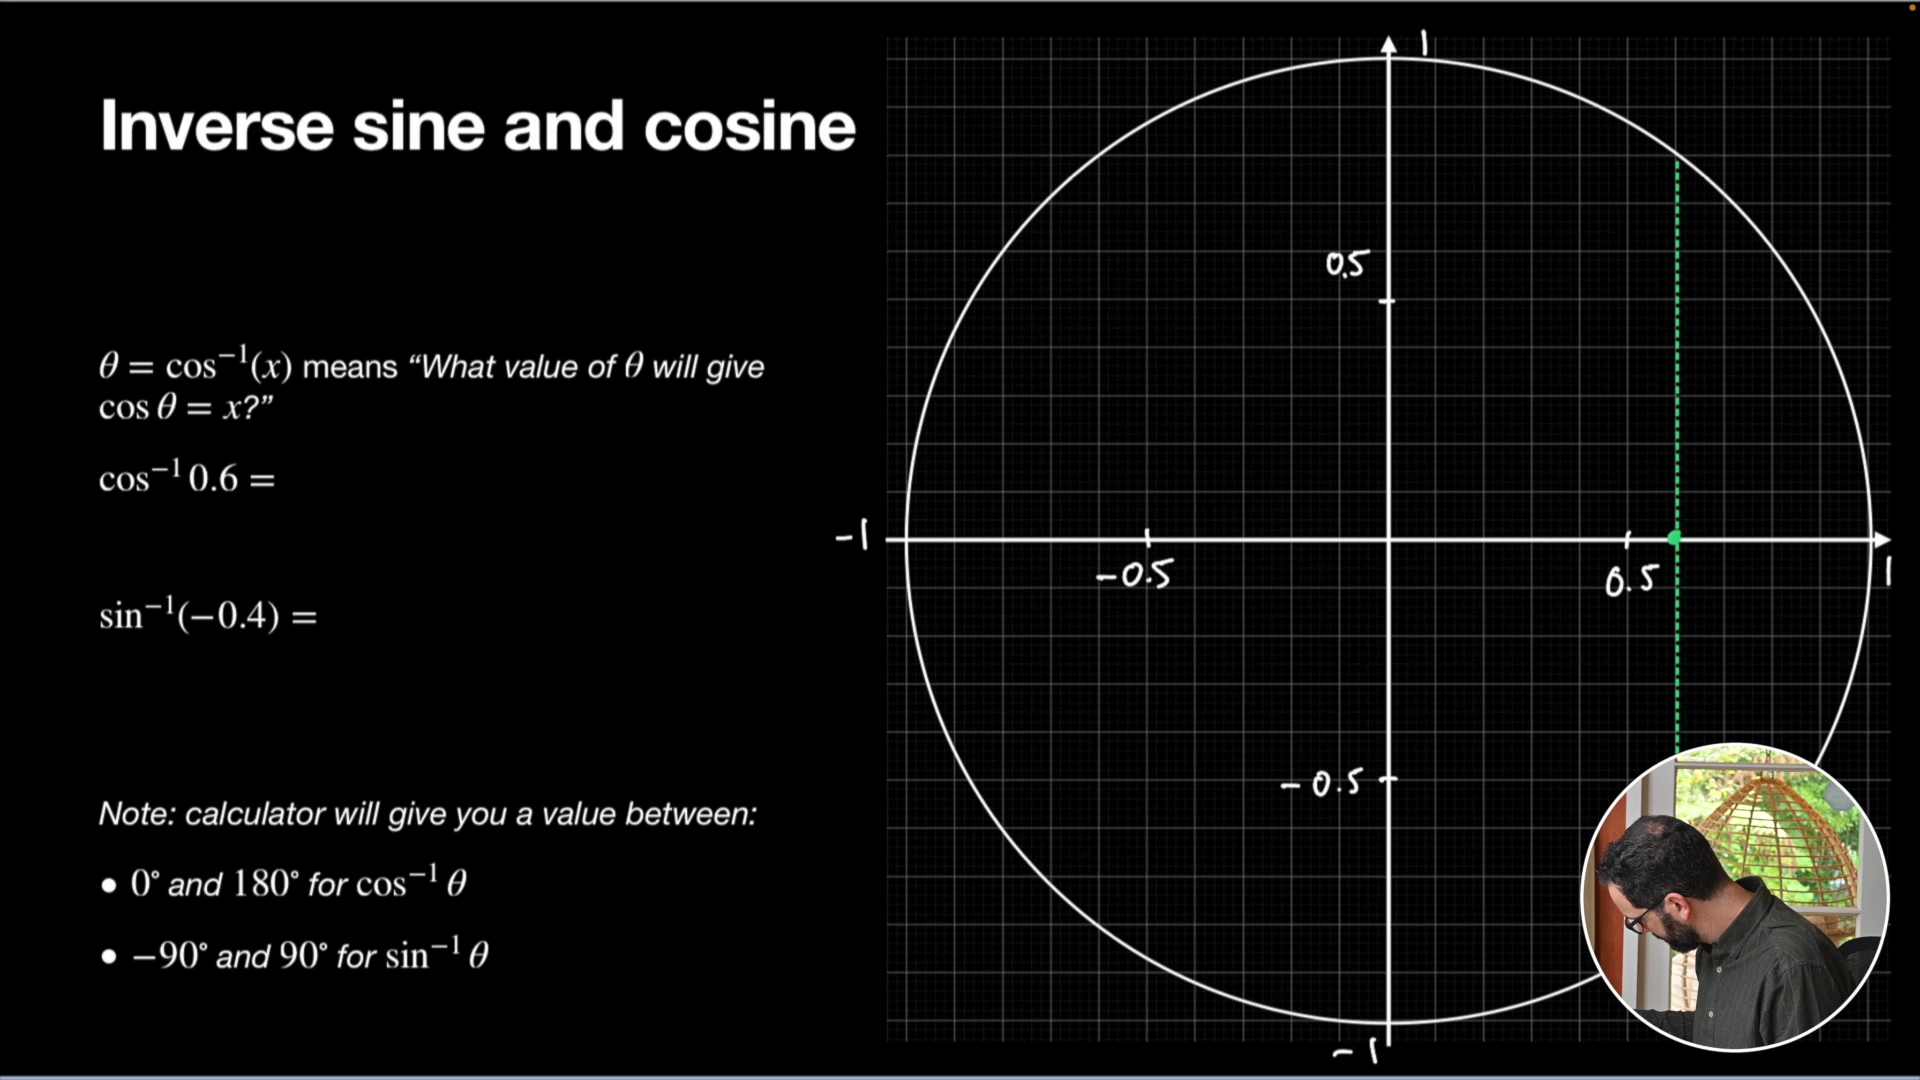 Inverse sine and cosine
θ = cos⁻¹(x) means “What value of θ will give
cos θ = x?”
cos⁻¹ 0.6 =
sin⁻¹(−0.4) =
Note: calculator will give you a value between:
• 0° and 180° for cos⁻¹ θ
• −90° and 90° for sin⁻¹ θ
1
0.5
-1
-0.5
0.5
1
-0.5
-1